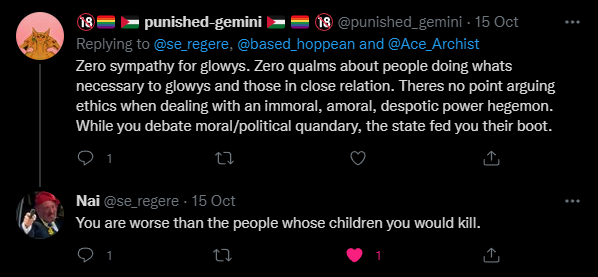 🔞🏳️‍🌈 🇵🇸 punished-gemini 🇵🇸 🏳️‍🌈 🔞 @punished_gemini · 15 Oct
Replying to @se_regere, @based_hoppean and @Ace_Archist
Zero sympathy for glowys. Zero qualms about people doing whats
necessary to glowys and those in close relation. Theres no point arguing
ethics when dealing with an immoral, amoral, despotic power hegemon.
While you debate moral/political quandary, the state fed you their boot.
1
Nai @se_regere · 15 Oct
You are worse than the people whose children you would kill.
1 1